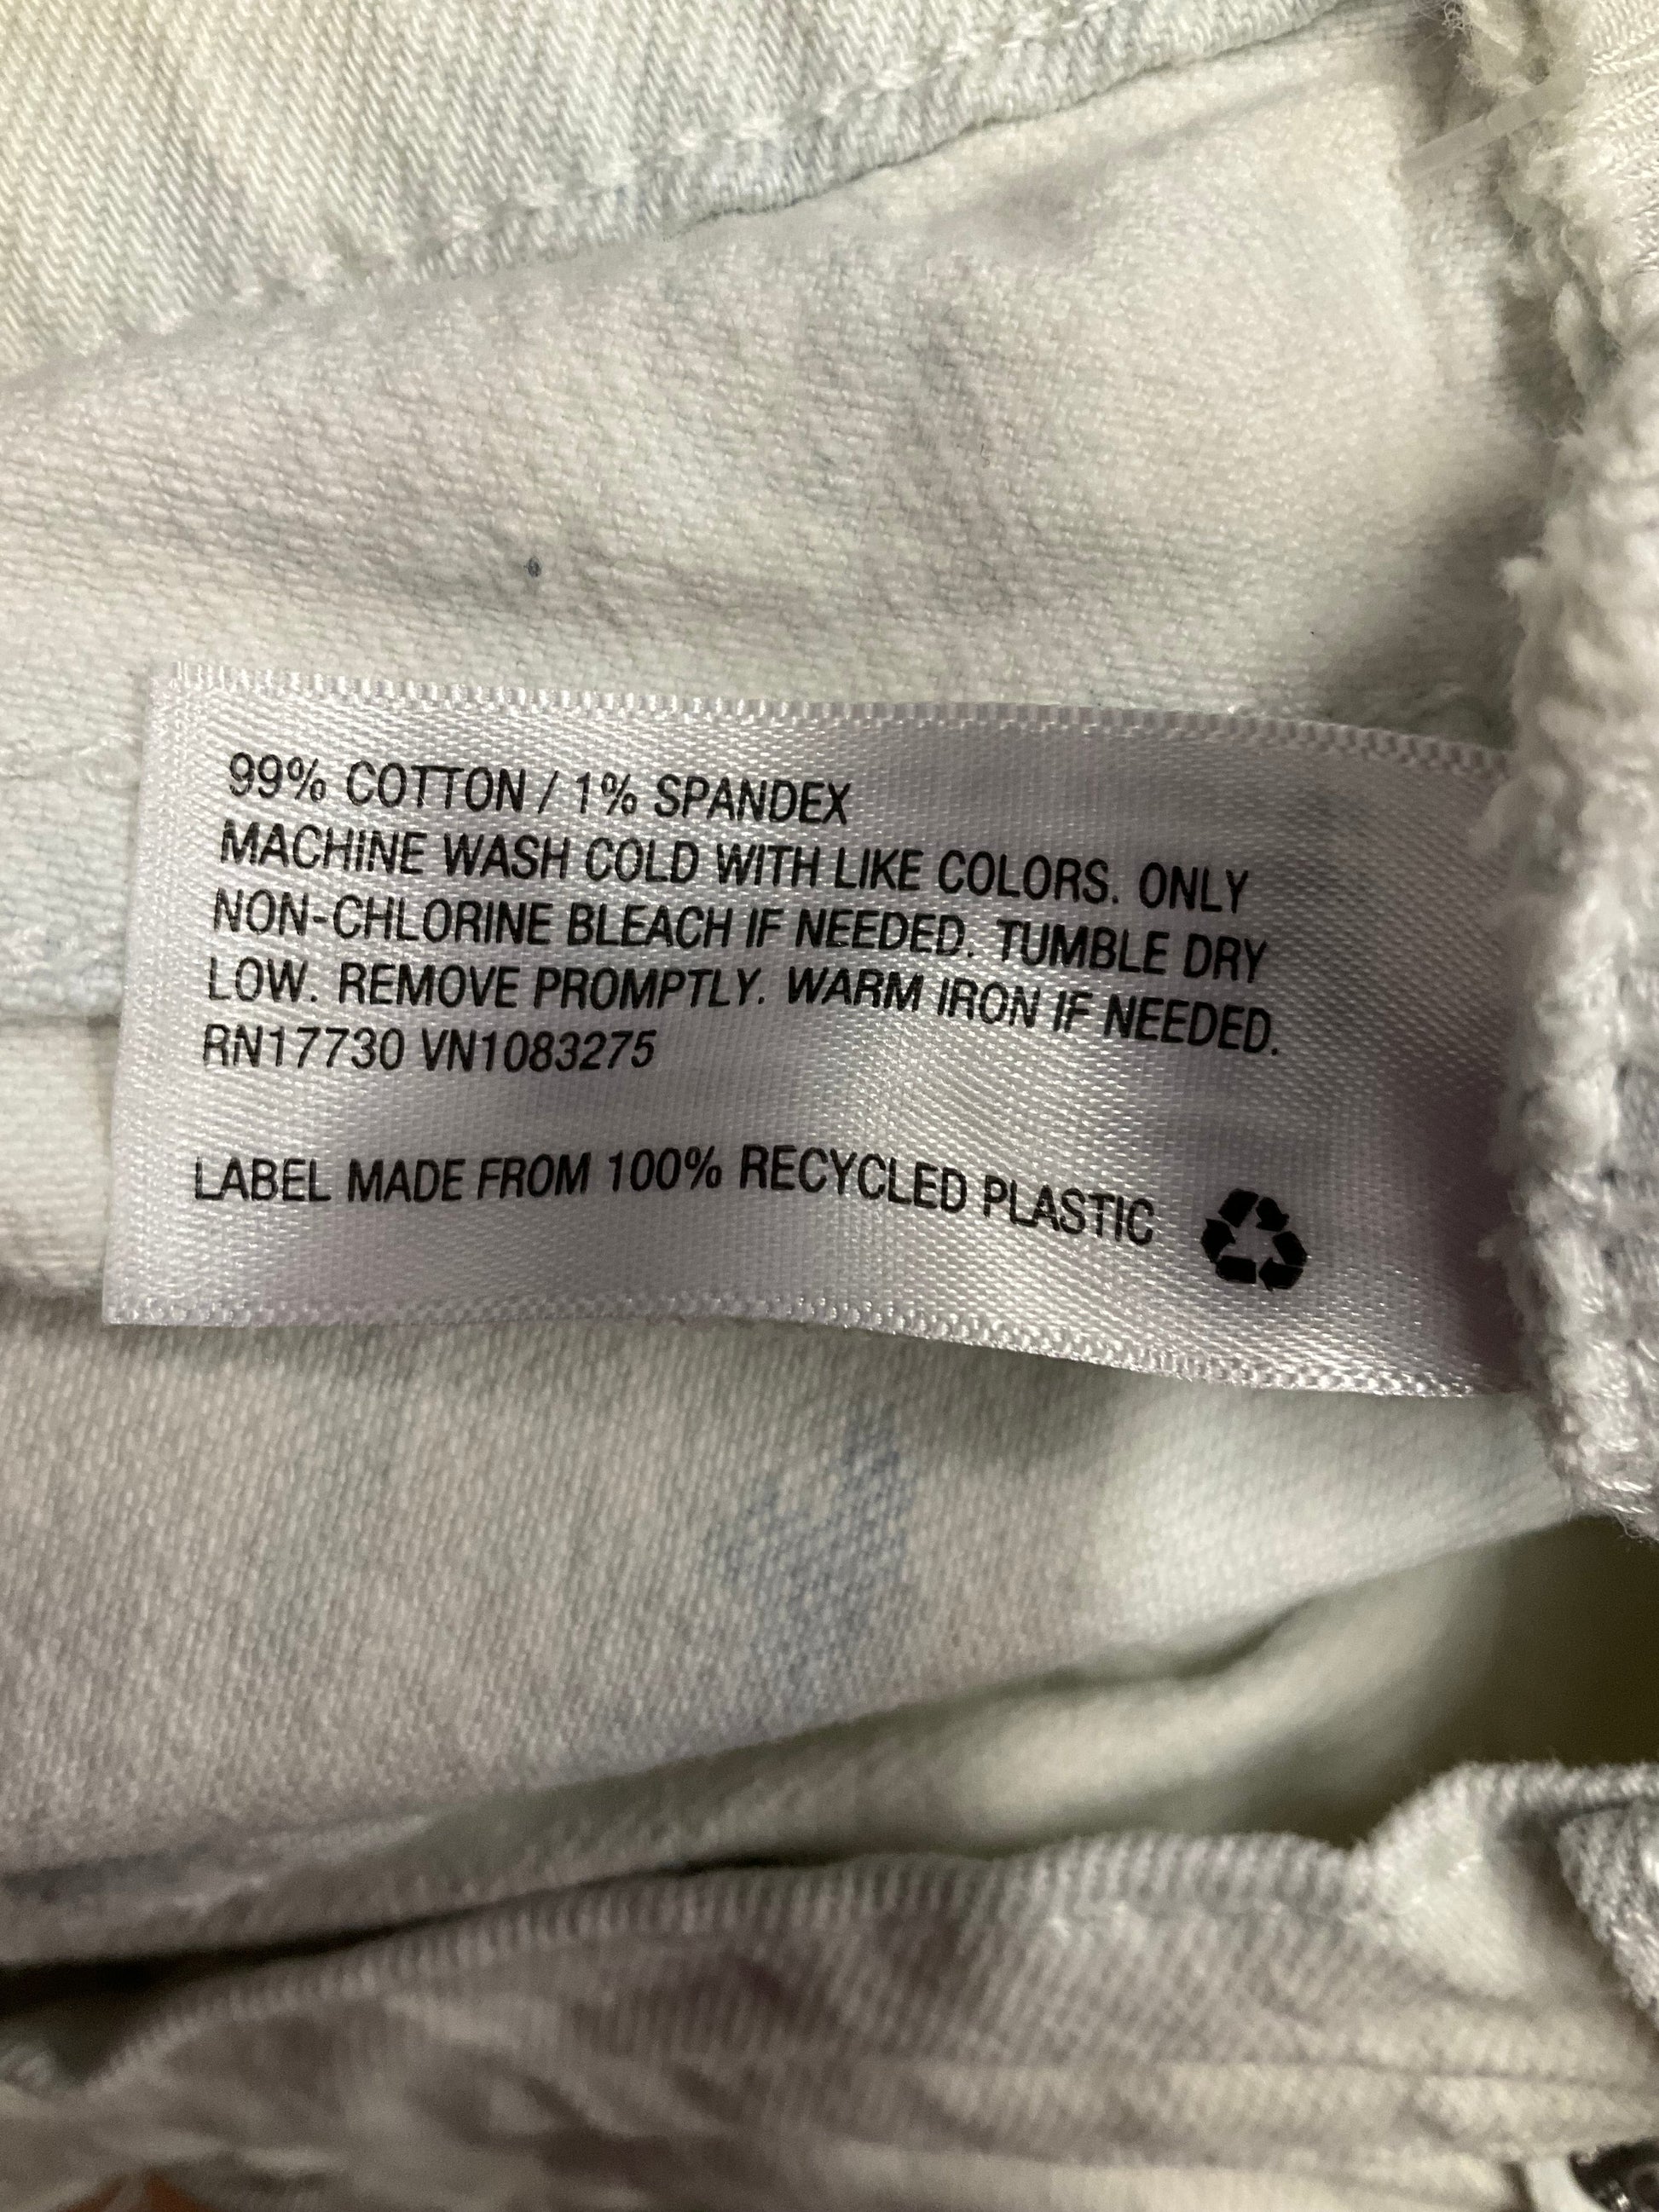 99% COTTON / 1% SPANDEX
MACHINE WASH COLD WITH LIKE COLORS. ONLY
NON-CHLORINE BLEACH IF NEEDED. TUMBLE DRY
LOW. REMOVE PROMPTLY. WARM IRON IF NEEDED.
RN17730 VN1083275
LABEL MADE FROM 100% RECYCLED PLASTIC